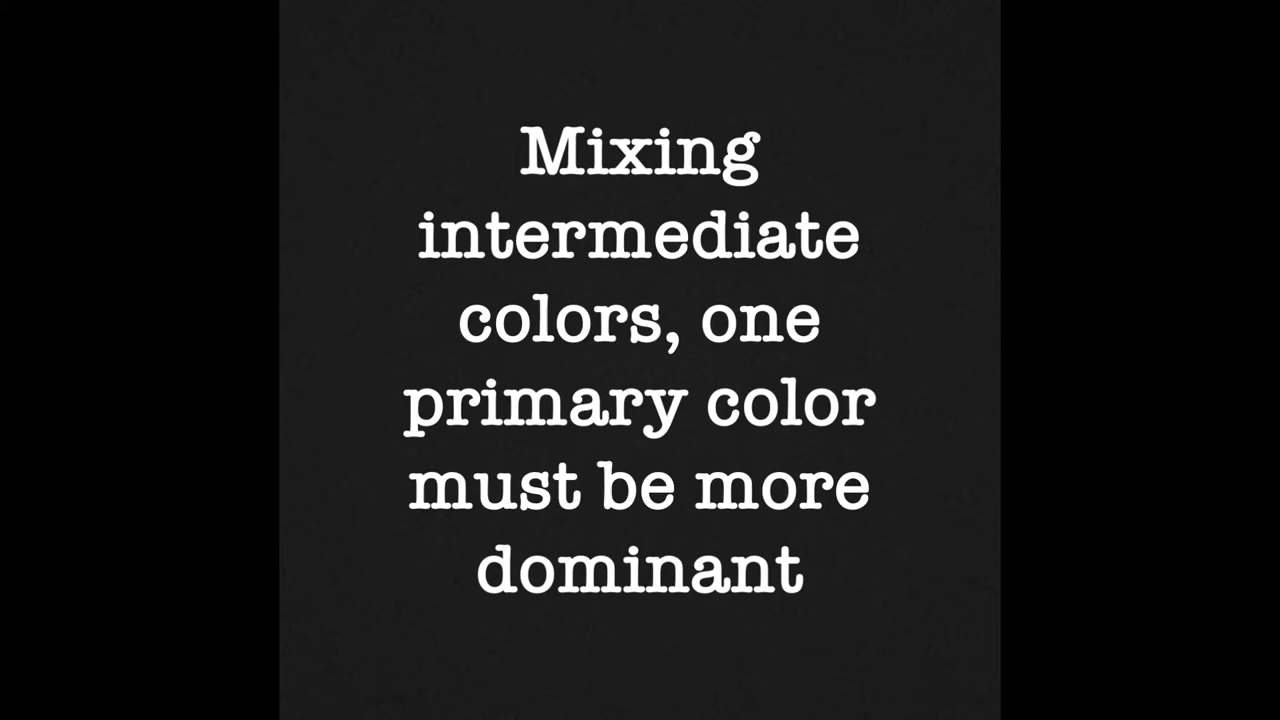 Mixing
intermediate
colors, one
primary color
must be more
dominant